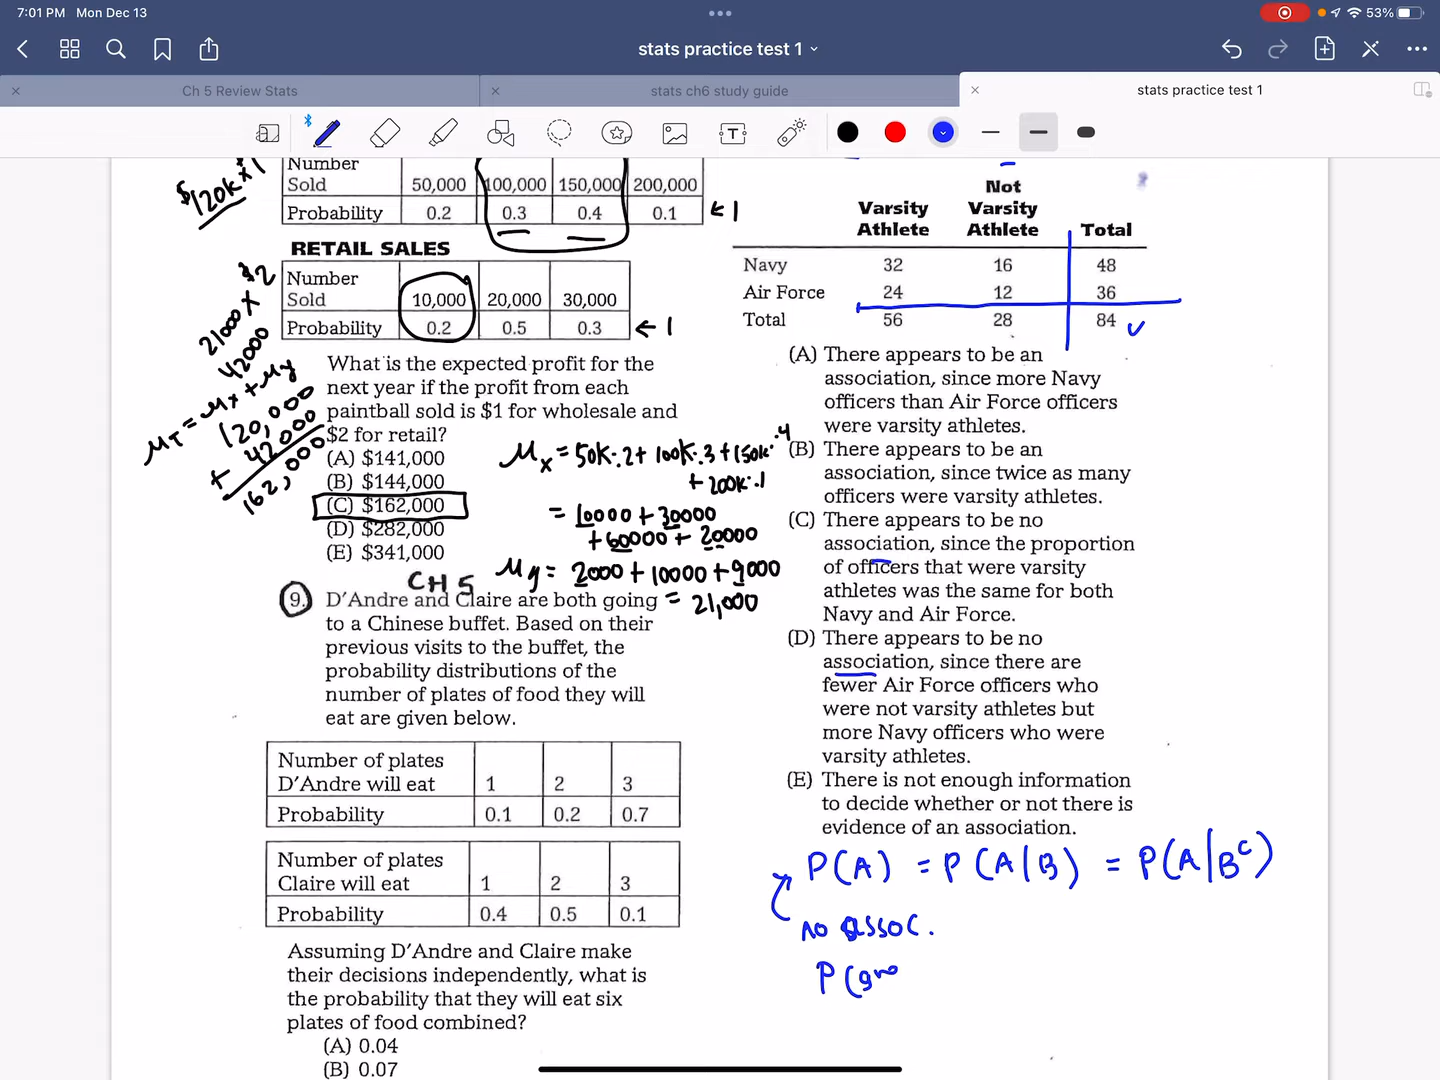 7:01 PM Mon Dec 13
53%
stats practice test 1
Ch 5 Review Stats
stats ch6 study guide
stats practice test 1
$120K × 1
Number
Sold 50,000 100,000 150,000 200,000
Probability 0.2 0.3 0.4 0.1
← 1
RETAIL SALES
Number
Sold 10,000 20,000 30,000
Probability 0.2 0.5 0.3
← 1
21000 × $2
42000
μT = μx + μy
120,000
+ 42000
162,000
What is the expected profit for the
next year if the profit from each
paintball sold is $1 for wholesale and
$2 for retail?
(A) $141,000
(B) $144,000
(C) $162,000
(D) $282,000
(E) $341,000
μx = 50K·.2 + 100K·.3 + 150K·.4
+ 200K·.1
= 10000 + 30000
+ 60000 + 20000
μy = 2000 + 10000 + 9000
= 21,000
CH 5
9. D'Andre and Claire are both going
to a Chinese buffet. Based on their
previous visits to the buffet, the
probability distributions of the
number of plates of food they will
eat are given below.
Number of plates
D'Andre will eat 1 2 3
Probability 0.1 0.2 0.7
Number of plates
Claire will eat 1 2 3
Probability 0.4 0.5 0.1
Assuming D'Andre and Claire make
their decisions independently, what is
the probability that they will eat six
plates of food combined?
(A) 0.04
(B) 0.07
Not
Varsity Varsity
Athlete Athlete Total
Navy 32 16 48
Air Force 24 12 36
Total 56 28 84
(A) There appears to be an
association, since more Navy
officers than Air Force officers
were varsity athletes.
(B) There appears to be an
association, since twice as many
officers were varsity athletes.
(C) There appears to be no
association, since the proportion
of officers that were varsity
athletes was the same for both
Navy and Air Force.
(D) There appears to be no
association, since there are
fewer Air Force officers who
were not varsity athletes but
more Navy officers who were
varsity athletes.
(E) There is not enough information
to decide whether or not there is
evidence of an association.
P(A) = P(A|B) = P(A|Bᶜ)
no assoc.
P(